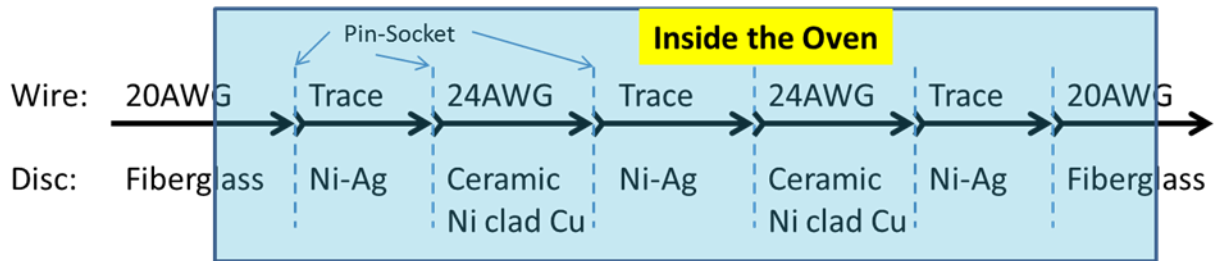 Pin-Socket
Inside the Oven
Wire: 20AWG Trace 24AWG Trace 24AWG Trace 20AWG
Disc: Fiberglass Ni-Ag Ceramic Ni-Ag Ceramic Ni-Ag Fiberglass
Ni clad Cu Ni clad Cu